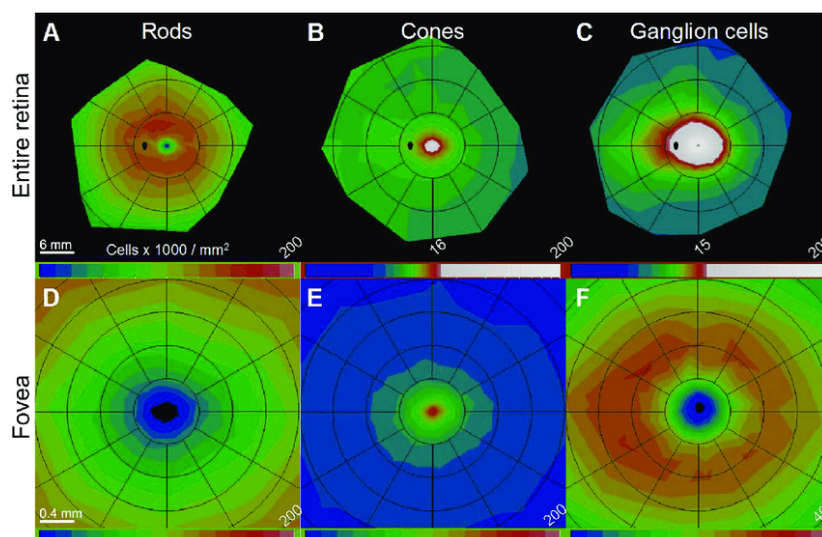 A Rods
B Cones
C Ganglion cells
Entire retina
6 mm
Cells x 1000 / mm²
200
16
200
15
D
E
F
Fovea
0.4 mm
200
200